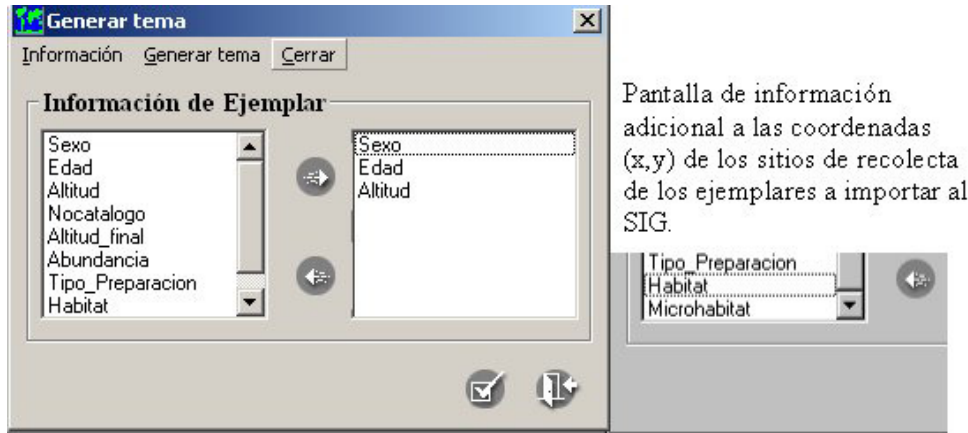 Generar tema
Información Generar tema Cerrar
Información de Ejemplar
Sexo
Edad
Altitud
Nocatalogo
Altitud_final
Abundancia
Tipo_Preparacion
Habitat
Sexo
Edad
Altitud
Pantalla de información
adicional a las coordenadas
(x,y) de los sitios de recolecta
de los ejemplares a importar al
SIG.
Tipo_Preparacion
Habitat
Microhabitat